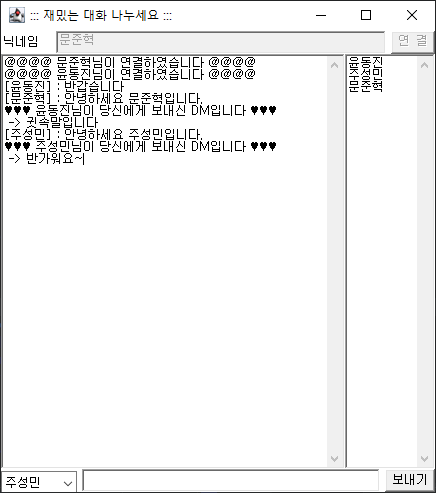 ::: 재밌는 대화 나누세요 :::
닉네임 문준혁 연 결
@@@@ 문준혁님이 연결하였습니다 @@@@
@@@@ 윤동진님이 연결하였습니다 @@@@
[윤동진] : 반갑습니다
[문준혁] : 안녕하세요 문준혁입니다.
♥♥♥ 윤동진님이 당신에게 보내신 DM입니다 ♥♥♥
-> 귓속말입니다
[주성민] : 안녕하세요 주성민입니다.
♥♥♥ 주성민님이 당신에게 보내신 DM입니다 ♥♥♥
-> 반가워요~
윤동진
주성민
문준혁
주성민 보내기